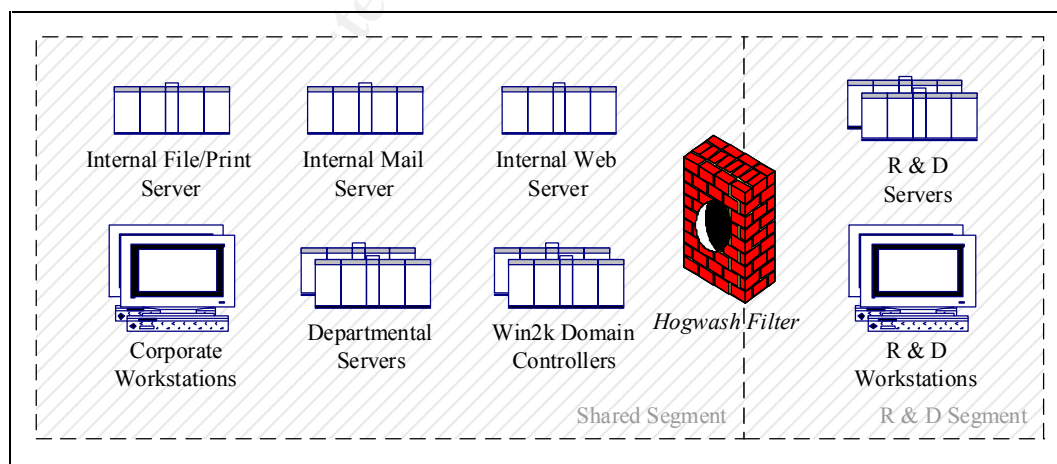 Internal File/Print
Server
Internal Mail
Server
Internal Web
Server
R & D
Servers
Corporate
Workstations
Departmental
Servers
Win2k Domain
Controllers
Hogwash Filter
R & D
Workstations
Shared Segment
R & D Segment